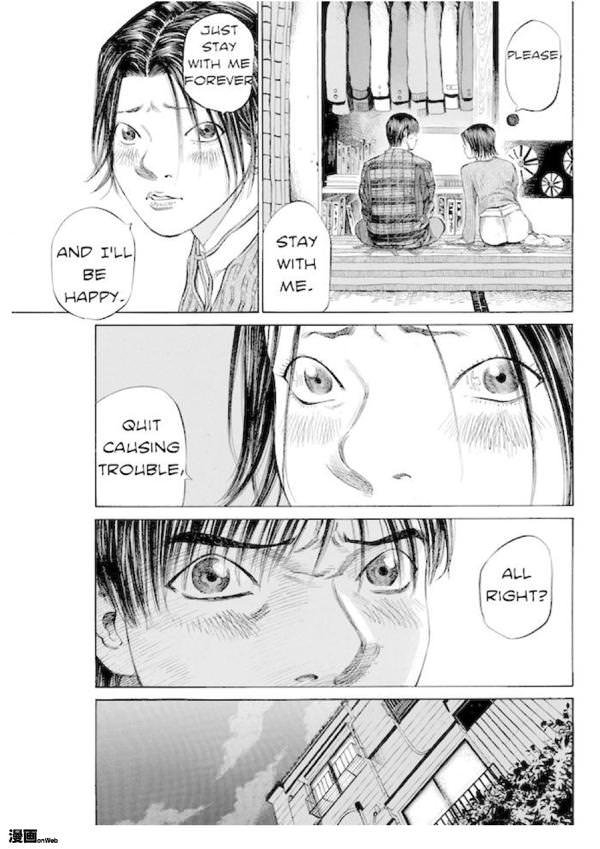 PLEASE,
STAY
WITH
ME.
JUST
STAY
WITH ME
FOREVER
AND I'LL
BE
HAPPY.
QUIT
CAUSING
TROUBLE,
ALL
RIGHT?
漫画onWeb